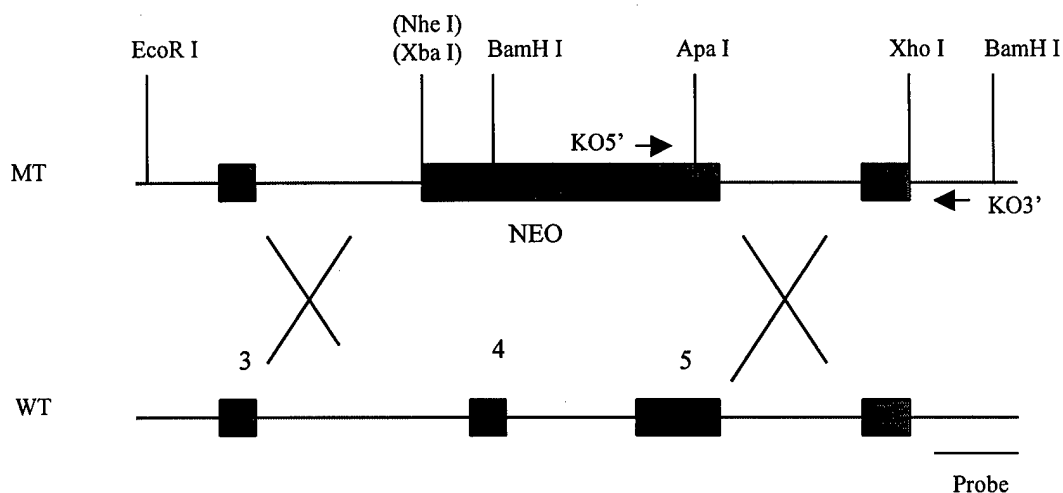 (Nhe I)
EcoR I (Xba I) BamH I Apa I Xho I BamH I
KO5'
MT
KO3'
NEO
3 4 5
WT
Probe